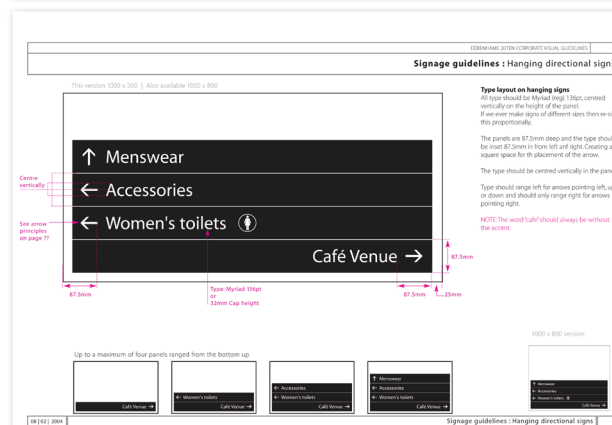 DEBENHAMS JISTEN CORPORATE VISUAL GUIDELINES
Signage guidelines : Hanging directional signs
This version 1000 x 500 | Also available 1000 x 800
Type layout on hanging signs
All type should be Myriad (reg) 136pt, centred
vertically on the height of the panel.
If we ever make signs of different sizes then re-si
this proportionally.
The panels are 87.5mm deep and the type shou
be inset 87.5mm in from left anf right, Creating a
square space for th placement of the arrow.
The type should be centred vertically in the pane
Type should range left for arrows pointing left, up
or down and should only range right for arrows
pointing right.
NOTE: The word "café" should always be without
the accent.
↑ Menswear
← Accessories
← Women's toilets
Café Venue →
Centre
vertically
See arrow
principles
on page ??
87.5mm
87.5mm
Type: Myriad 136pt
or
32mm Cap height
87.5mm
25mm
1000 x 800 version
Up to a maximum of four panels ranged from the bottom up
Café Venue →
← Women's toilets
Café Venue →
← Accessories
← Women's toilets
Café Venue →
↑ Menswear
← Accessories
← Women's toilets
Café Venue →
↑ Menswear
← Accessories
← Women's toilets
Café Venue →
08 | 02 | 2004
Signage guidelines : Hanging directional signs